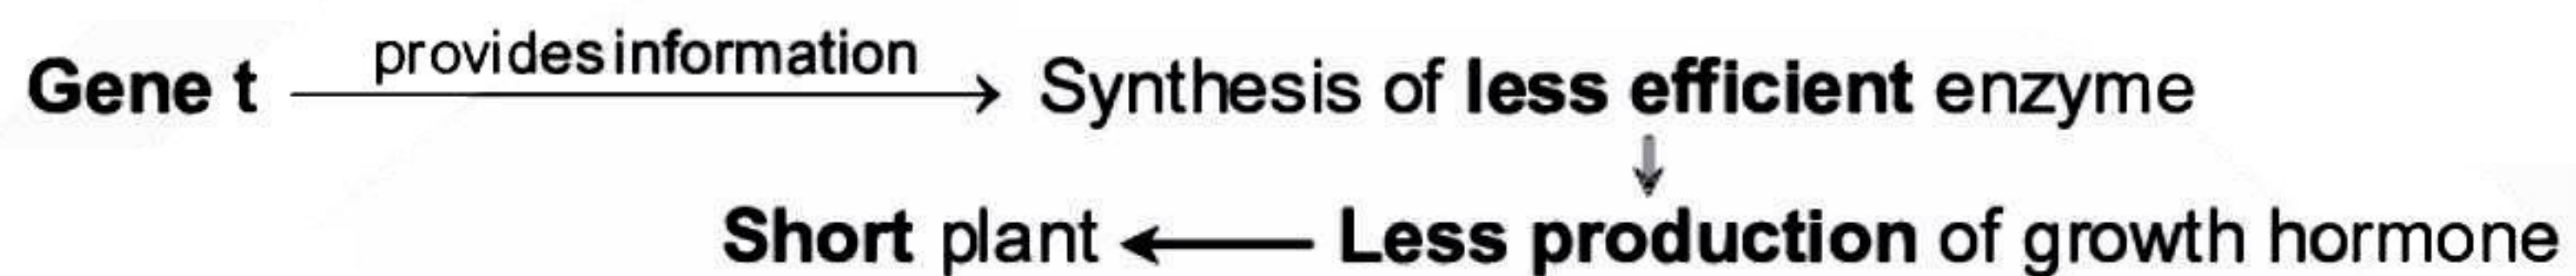 provides information
Gene t → Synthesis of less efficient enzyme
Short plant ← Less production of growth hormone